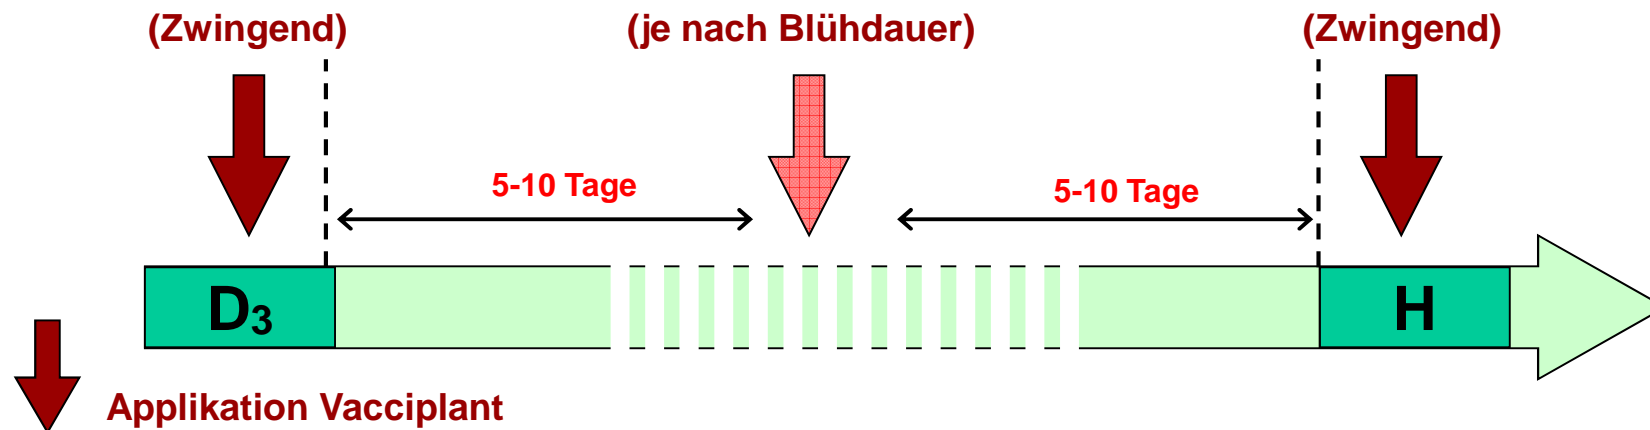 (Zwingend) (je nach Blühdauer) (Zwingend)
5-10 Tage 5-10 Tage
D3 H
Applikation Vacciplant